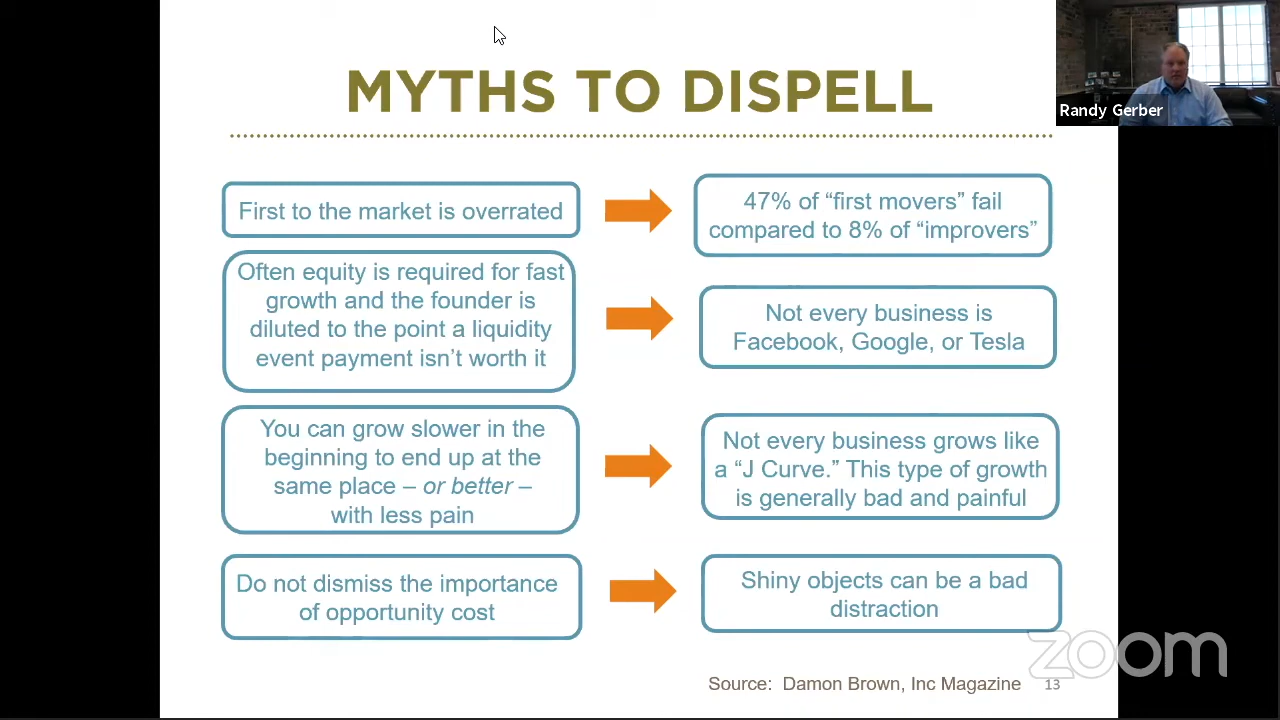 MYTHS TO DISPELL
Randy Gerber
First to the market is overrated
47% of “first movers” fail
compared to 8% of “improvers”
Often equity is required for fast
growth and the founder is
diluted to the point a liquidity
event payment isn’t worth it
Not every business is
Facebook, Google, or Tesla
You can grow slower in the
beginning to end up at the
same place – or better –
with less pain
Not every business grows like
a “J Curve.” This type of growth
is generally bad and painful
Do not dismiss the importance
of opportunity cost
Shiny objects can be a bad
distraction
zoom
Source: Damon Brown, Inc Magazine 13